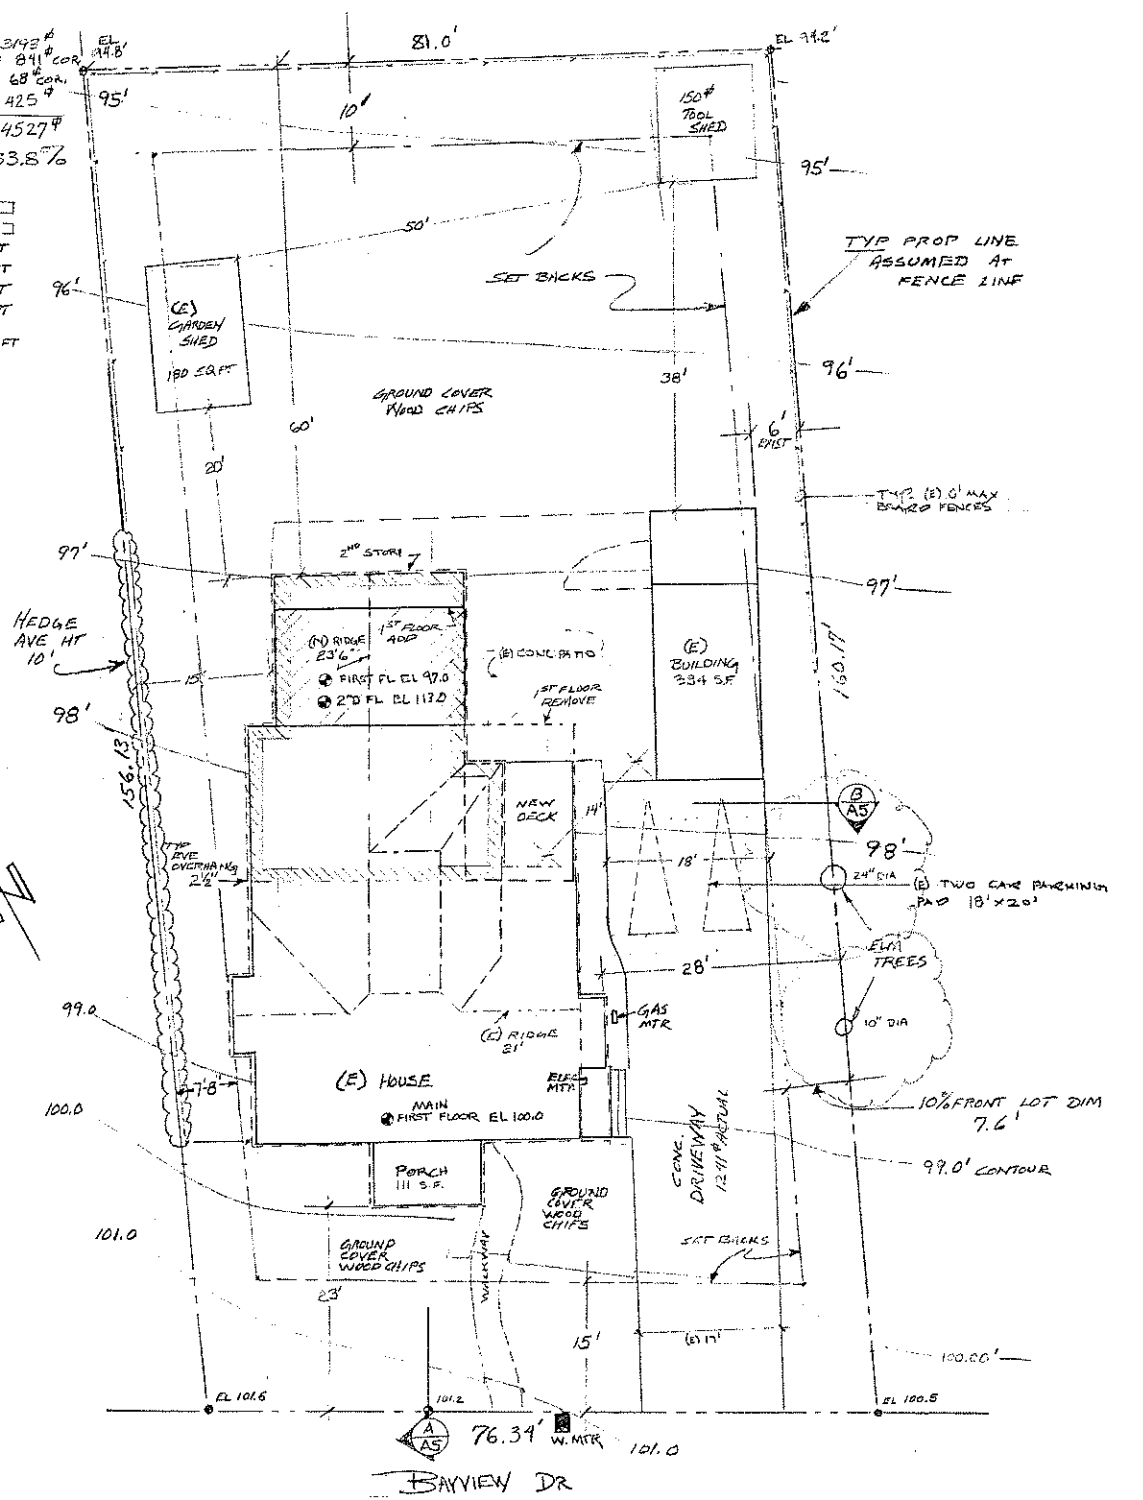 3193⌀
841⌀ COR
68⌀ COR.
425⌀
4527⌀
33.8%
FT
EL
94.8'
81.0'
EL 94.2'
95'
10'
150⌀
TOOL
SHED
95'
50'
TYP PROP LINE
ASSUMED AT
FENCE LINE
SET BACKS
96'
(E)
GARDEN
SHED
180 SQ FT
GROUND COVER
WOOD CHIPS
38'
96'
6'
EXIST
60'
20'
BOARD FENCES
97'
2ND STORY
97'
HEDGE
AVE HT
10'
1ST FLOOR
ADD
(N) RIDGE
23'6"
FIRST FL EL 97.0
2ND FL EL 113.0
(E) CONC. PATIO
1ST FLOOR
REMOVE
(E)
BUILDING
160.17'
15'
98'
156.13'
B
A5
NEW
DECK
14'
98'
TYP
EVE
OVERHANG
2½"
18'
24" DIA
(E) TWO CAR PARKING
PAD 18'X20'
ELM
TREES
28'
99.0
GAS
MTR
10" DIA
(E) RIDGE
21'
7'-8"
(E) HOUSE
ELEC
MTR
MAIN
FIRST FLOOR EL 100.0
10% FRONT LOT DIM
7.6'
100.0
CONC.
DRIVEWAY
1241⌀ ACTUAL
99.0' CONTOUR
PORCH
111 S.F.
GROUND
COVER
WOOD
CHIPS
101.0
GROUND
COVER
WOOD CHIPS
WALKWAY
SET BACKS
23'
15'
(E) 17'
100.00'
EL 101.6
101.2
EL 100.5
A
A5
76.34'
W. MTR
101.0
BAYVIEW DR